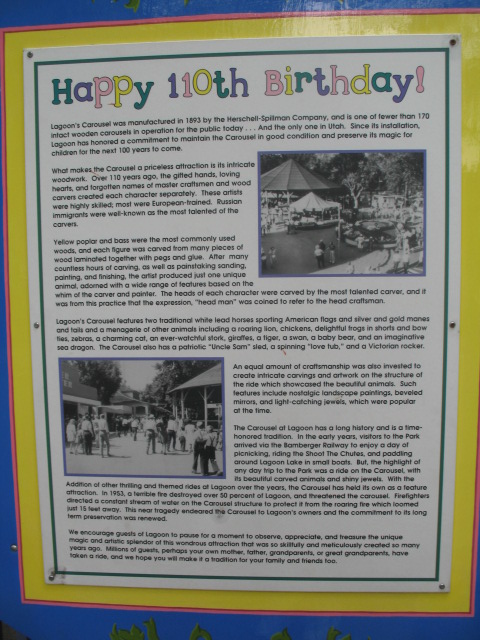 Happy 110th Birthday!
Lagoon's Carousel was manufactured in 1893 by the Herschell-Spillman Company, and is one of fewer than 170
intact wooden carousels in operation for the public today . . . And the only one in Utah. Since its installation,
Lagoon has honored a commitment to maintain the Carousel in good condition and preserve its magic for
children for the next 100 years to come.
What makes the Carousel a priceless attraction is its intricate
woodwork. Over 110 years ago, the gifted hands, loving
hearts, and forgotten names of master craftsmen and wood
carvers created each character separately. These artists
were highly skilled; most were European-trained. Russian
immigrants were well-known as the most talented of the
carvers.
Yellow poplar and bass were the most commonly used
woods, and each figure was carved from many pieces of
wood laminated together with pegs and glue. After many
countless hours of carving, as well as painstaking sanding,
painting, and finishing, the artist produced just one unique
animal, adorned with a wide range of features based on the
whim of the carver and painter. The heads of each character were carved by the most talented carver, and it
was from this practice that the expression, "head man" was coined to refer to the head craftsman.
Lagoon's Carousel features two traditional white lead horses sporting American flags and silver and gold manes
and tails and a menagerie of other animals including a roaring lion, chickens, delightful frogs in shorts and bow
ties, zebras, a charming cat, an ever-watchful stork, giraffes, a tiger, a swan, a baby bear, and an imaginative
sea dragon. The Carousel also has a patriotic "Uncle Sam" sled, a spinning "love tub," and a Victorian rocker.
An equal amount of craftsmanship was also invested to
create intricate carvings and artwork on the structure of
the ride which showcased the beautiful animals. Such
features include nostalgic landscape paintings, beveled
mirrors, and light-catching jewels, which were popular
at the time.
The Carousel at Lagoon has a long history and is a time-
honored tradition. In the early years, visitors to the Park
arrived via the Bamberger Railway to enjoy a day of
picnicking, riding the Shoot The Chutes, and paddling
around Lagoon Lake in small boats. But, the highlight of
any day trip to the Park was a ride on the Carousel, with
its beautiful carved animals and shiny jewels. With the
Addition of other thrilling and themed rides at Lagoon over the years, the Carousel has held its own as a feature
attraction. In 1953, a terrible fire destroyed over 50 percent of Lagoon, and threatened the carousel. Firefighters
directed a constant stream of water on the Carousel structure to protect it from the roaring fire which loomed
just 15 feet away. This near tragedy endeared the Carousel to Lagoon's owners and the commitment to its long
term preservation was renewed.
We encourage guests of Lagoon to pause for a moment to observe, appreciate, and treasure the unique
magic and artistic splendor of this wondrous attraction that was so skillfully and meticulously created so many
years ago. Millions of guests, perhaps your own mother, father, grandparents, or great grandparents, have
taken a ride, and we hope you will make it a tradition for your family and friends too.